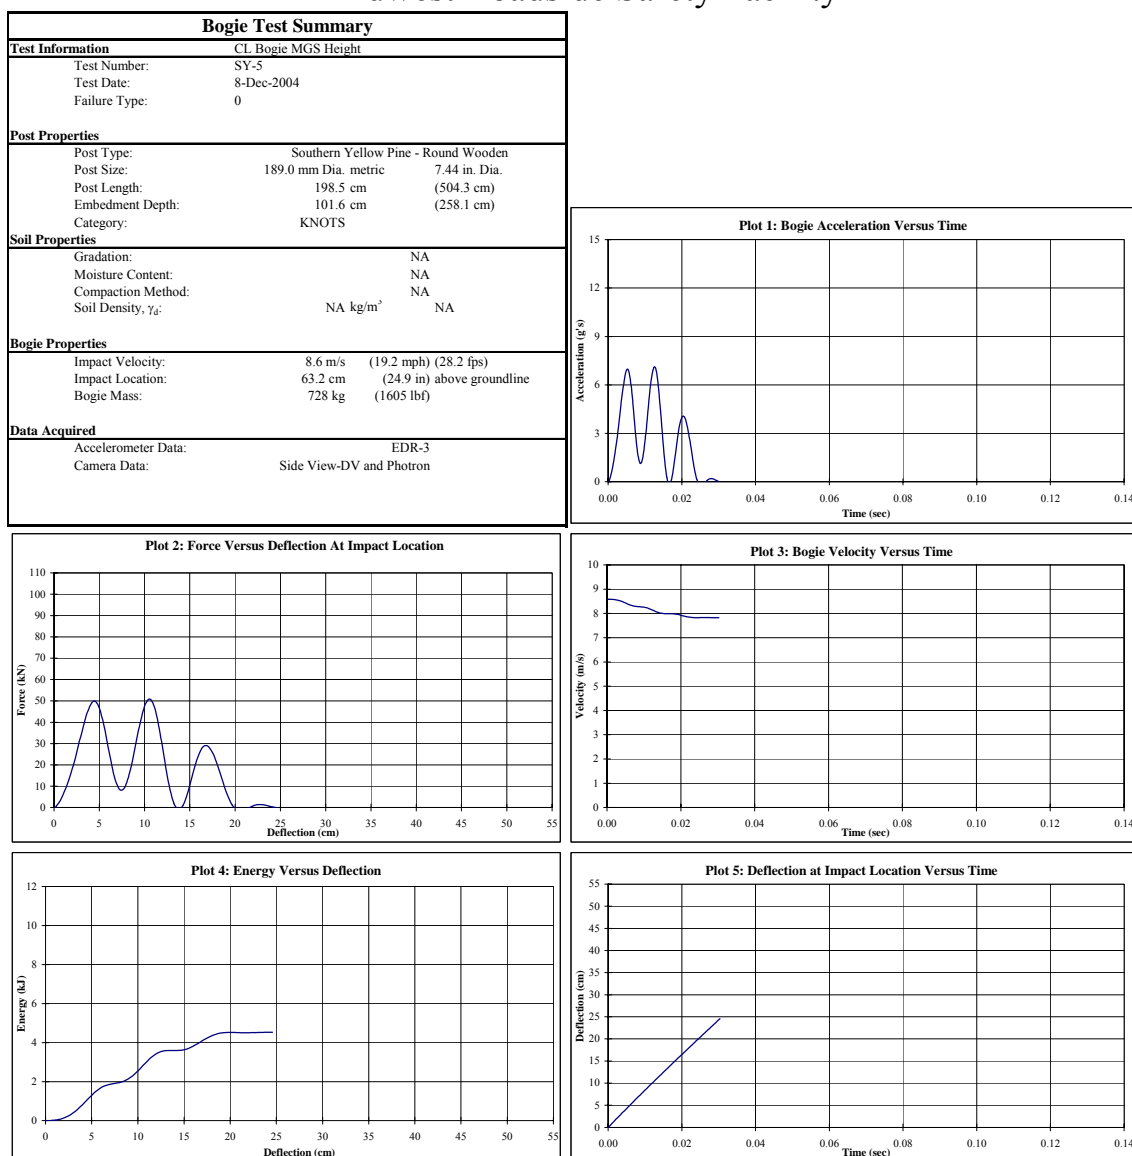 Bogie Test Summary
Test Information CL Bogie MGS Height
Test Number: SY-5
Test Date: 8-Dec-2004
Failure Type: 0
Post Properties
Post Type: Southern Yellow Pine - Round Wooden
Post Size: 189.0 mm Dia. metric 7.44 in. Dia.
Post Length: 198.5 cm (504.3 cm)
Embedment Depth: 101.6 cm (258.1 cm)
Category: KNOTS
Soil Properties
Gradation: NA
Moisture Content: NA
Compaction Method: NA
Soil Density, γd: NA kg/m³ NA
Bogie Properties
Impact Velocity: 8.6 m/s (19.2 mph) (28.2 fps)
Impact Location: 63.2 cm (24.9 in) above groundline
Bogie Mass: 728 kg (1605 lbf)
Data Acquired
Accelerometer Data: EDR-3
Camera Data: Side View-DV and Photron
Plot 1: Bogie Acceleration Versus Time
Acceleration (g's)
15
12
9
6
3
0
0.00 0.02 0.04 0.06 0.08 0.10 0.12 0.14
Time (sec)
Plot 2: Force Versus Deflection At Impact Location
Force (kN)
110
100
90
80
70
60
50
40
30
20
10
0
0 5 10 15 20 25 30 35 40 45 50 55
Deflection (cm)
Plot 3: Bogie Velocity Versus Time
Velocity (m/s)
10
9
8
7
6
5
4
3
2
1
0
0.00 0.02 0.04 0.06 0.08 0.10 0.12 0.14
Time (sec)
Plot 4: Energy Versus Deflection
Energy (kJ)
12
10
8
6
4
2
0
0 5 10 15 20 25 30 35 40 45 50 55
Deflection (cm)
Plot 5: Deflection at Impact Location Versus Time
Deflection (cm)
55
50
45
40
35
30
25
20
15
10
5
0
0.00 0.02 0.04 0.06 0.08 0.10 0.12 0.14
Time (sec)